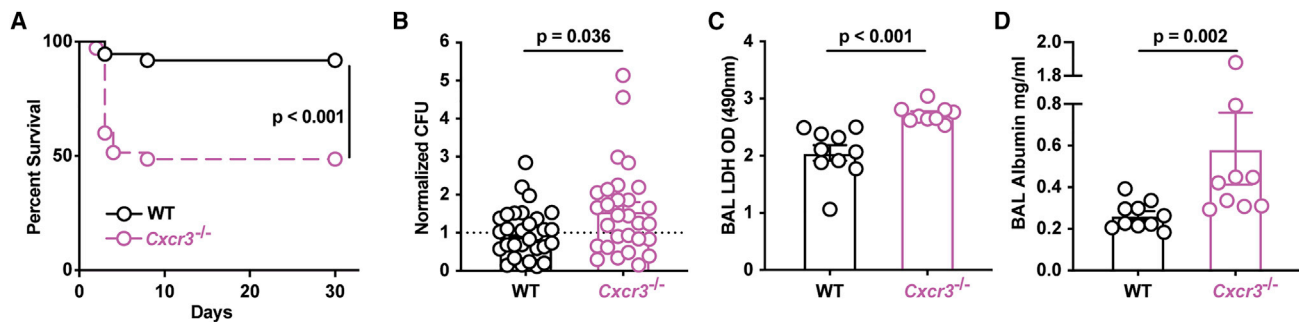 A
Percent Survival
100
50
0
p < 0.001
WT
Cxcr3-/-
0
10
20
30
Days
B
Normalized CFU
6
5
4
3
2
1
0
p = 0.036
WT
Cxcr3-/-
C
BAL LDH OD (490nm)
4
3
2
1
0
p < 0.001
WT
Cxcr3-/-
D
BAL Albumin mg/ml
2.0
1.8
0.8
0.6
0.4
0.2
0.0
p = 0.002
WT
Cxcr3-/-